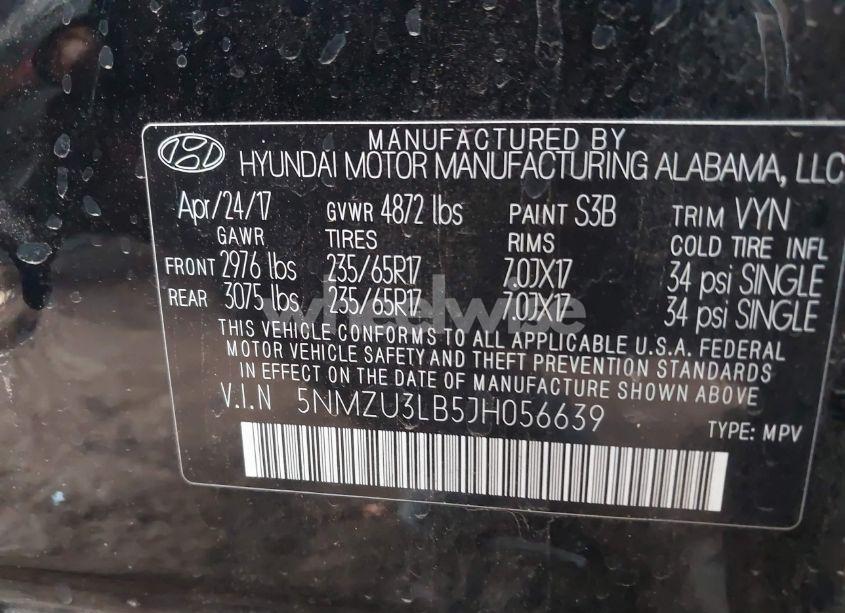 MANUFACTURED BY
HYUNDAI MOTOR MANUFACTURING ALABAMA, LLC
Apr/24/17 GVWR 4872 lbs PAINT S3B TRIM VYN
GAWR TIRES RIMS COLD TIRE INFL
FRONT 2976 lbs 235/65R17 7.0JX17 34 psi SINGLE
REAR 3075 lbs 235/65R17 7.0JX17 34 psi SINGLE
wheelwise
THIS VEHICLE CONFORMS TO ALL APPLICABLE U.S.A. FEDERAL
MOTOR VEHICLE SAFETY AND THEFT PREVENTION STANDARDS
IN EFFECT ON THE DATE OF MANUFACTURE SHOWN ABOVE
V.I.N 5NMZU3LB5JH056639
TYPE: MPV